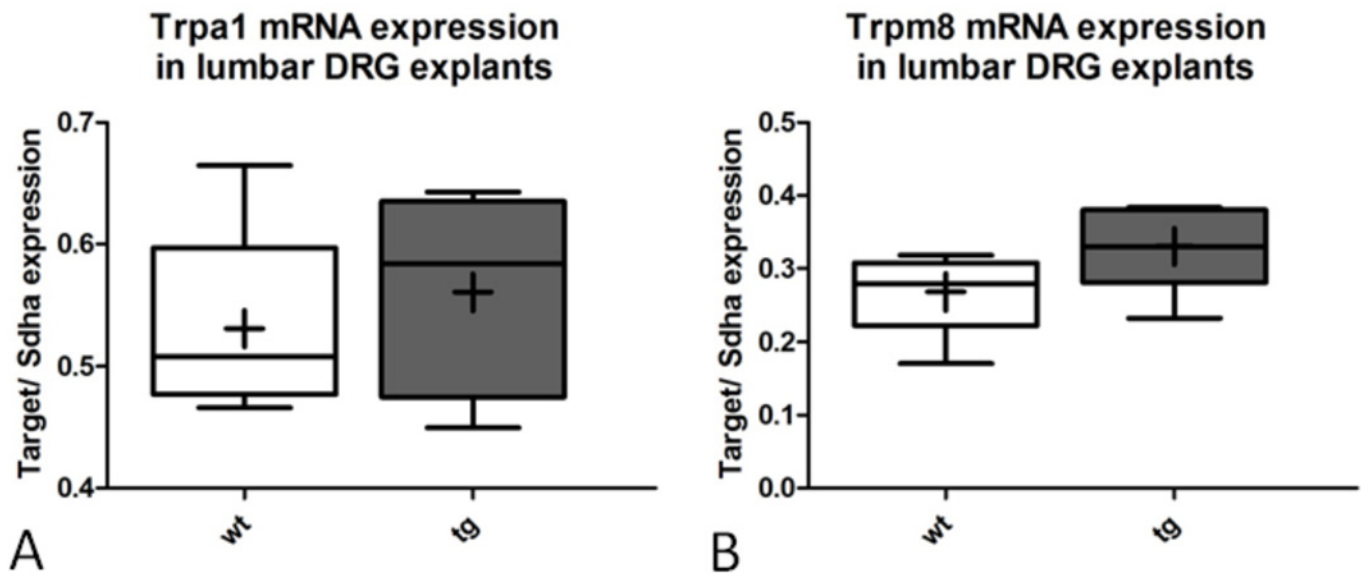 Trpa1 mRNA expression
in lumbar DRG explants
Target/ Sdha expression
0.7
0.6
0.5
0.4
wt
tg
A
Trpm8 mRNA expression
in lumbar DRG explants
Target/ Sdha expression
0.5
0.4
0.3
0.2
0.1
0.0
wt
tg
B